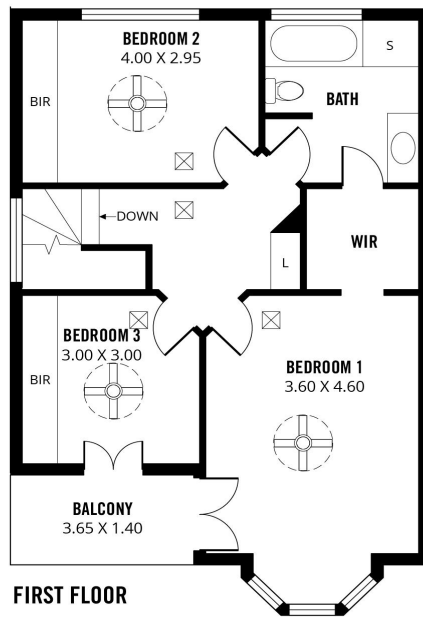 BEDROOM 2
4.00 X 2.95
BIR
S
BATH
DOWN
WIR
L
BEDROOM 3
3.00 X 3.00
BIR
BEDROOM 1
3.60 X 4.60
BALCONY
3.65 X 1.40
FIRST FLOOR